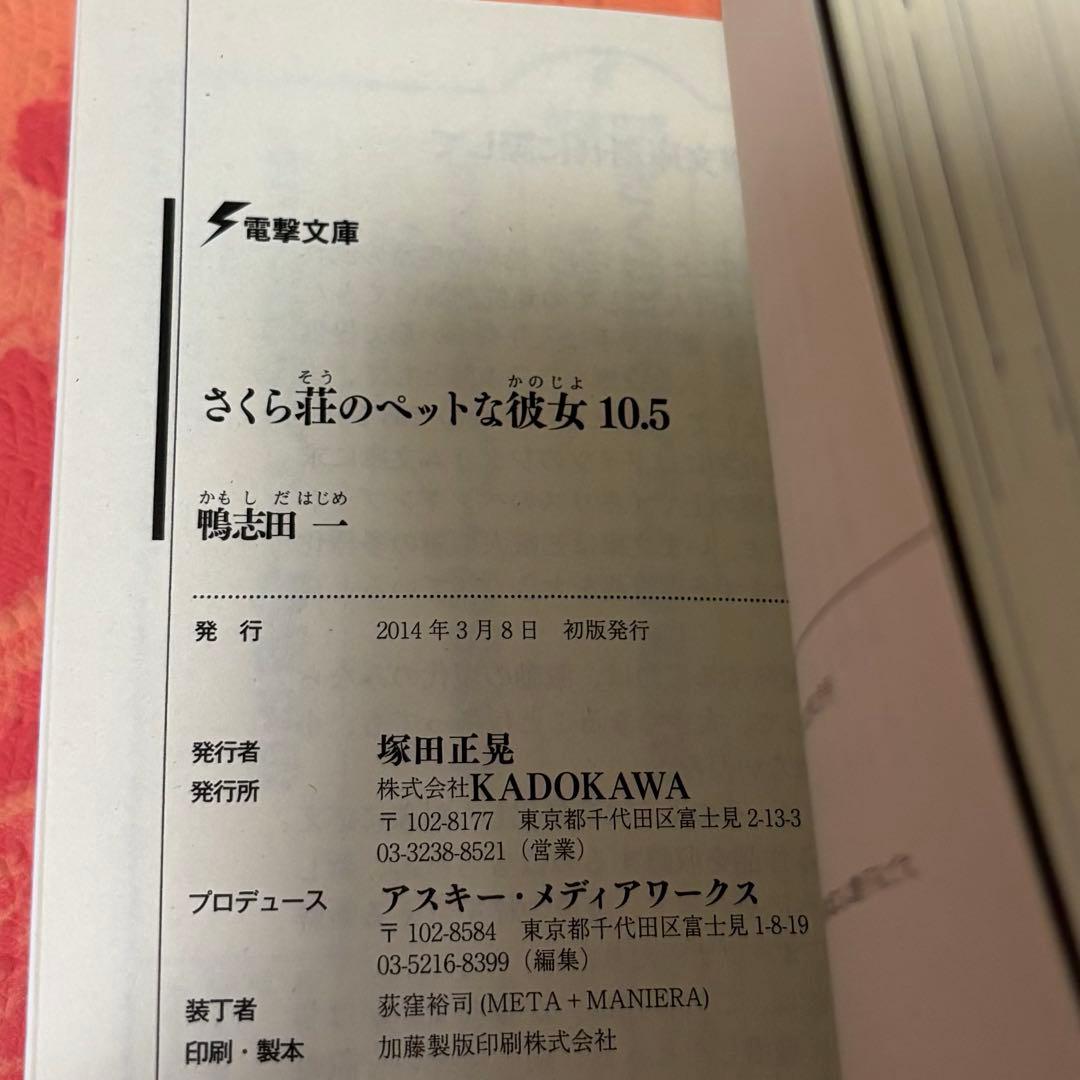 電撃文庫
さくら荘のペットな彼女 10.5
そう
かのじょ
鴨志田 一
かもしだ はじめ
発 行 2014年3月8日 初版発行
発行者 塚田正晃
発行所 株式会社KADOKAWA
〒102-8177 東京都千代田区富士見2-13-3
03-3238-8521(営業)
プロデュース アスキー・メディアワークス
〒102-8584 東京都千代田区富士見1-8-19
03-5216-8399(編集)
装丁者 荻窪裕司(META+MANIERA)
印刷・製本 加藤製版印刷株式会社